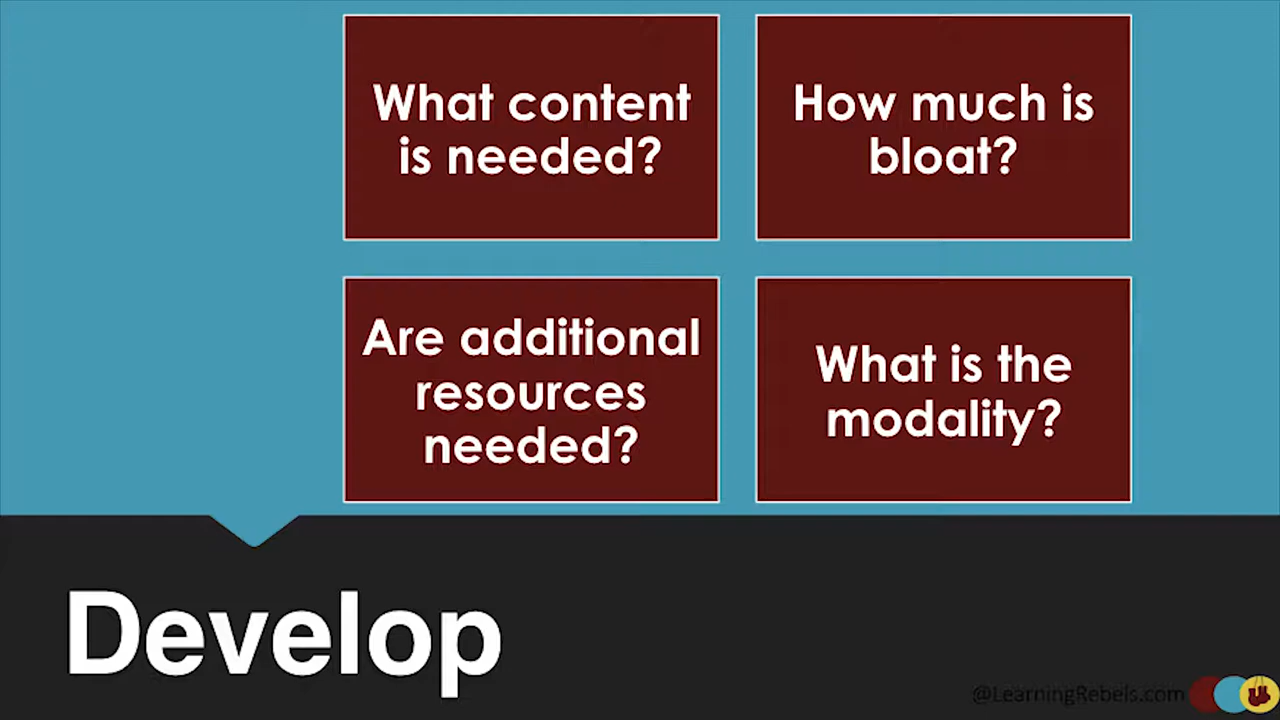 What content
is needed?
How much is
bloat?
Are additional
resources
needed?
What is the
modality?
Develop
@LearningRebels.com